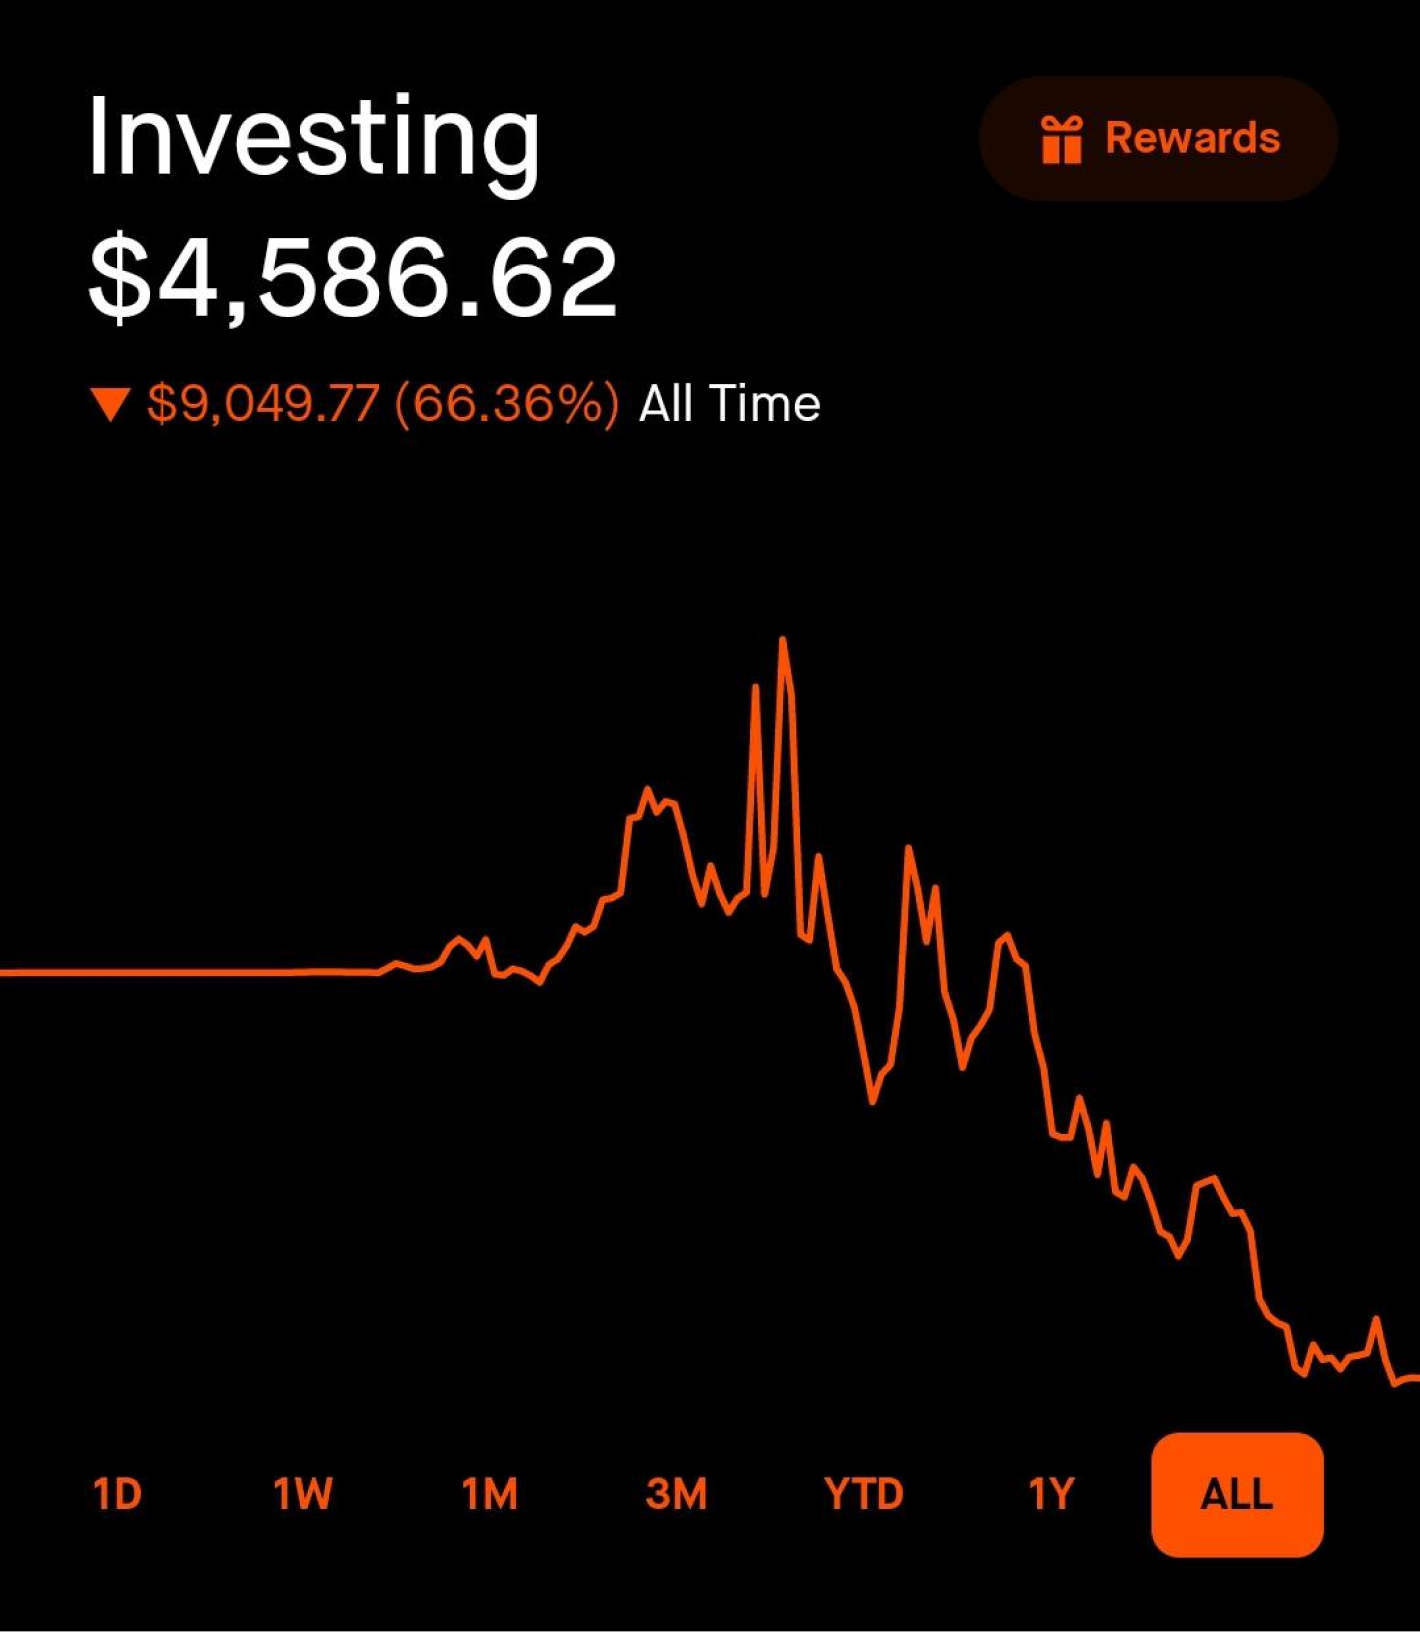 Investing
Rewards
$4,586.62
▼ $9,049.77 (66.36%) All Time
1D 1W 1M 3M YTD 1Y ALL